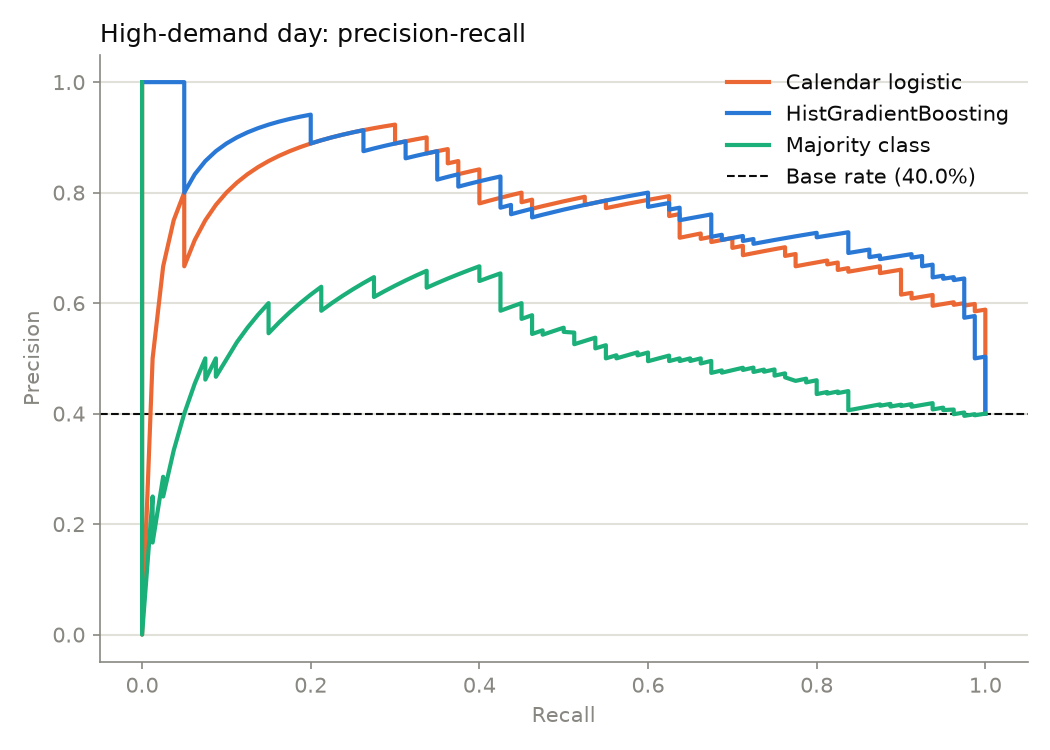 High-demand day: precision-recall
1.0
0.8
0.6
0.4
0.2
0.0
Precision
Calendar logistic
HistGradientBoosting
Majority class
Base rate (40.0%)
0.0 0.2 0.4 0.6 0.8 1.0
Recall